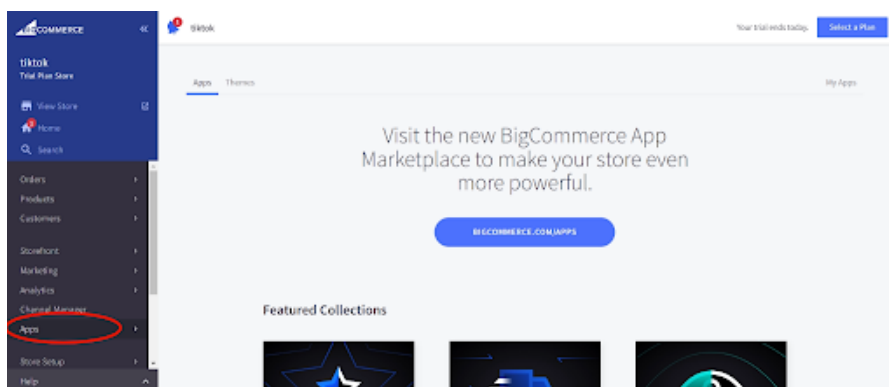 BIGCOMMERCE
tiktok
Your trial ends today.
Select a Plan
tiktok
Trial Plan Store
View Store
Home
Search
Orders
Products
Customers
Storefront
Marketing
Analytics
Channel Manager
Apps
Store Setup
Help
Apps
Themes
My Apps
Visit the new BigCommerce App
Marketplace to make your store even
more powerful.
BIGCOMMERCE.COM/APPS
Featured Collections